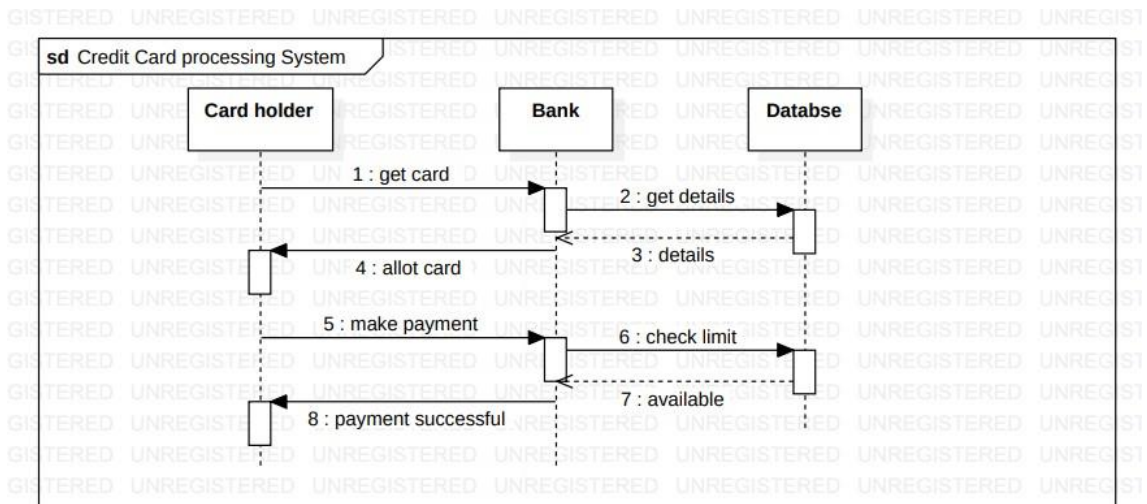 sd Credit Card processing System
Card holder
Bank
Databse
1 : get card
2 : get details
3 : details
4 : allot card
5 : make payment
6 : check limit
7 : available
8 : payment successful
UNREGISTERED